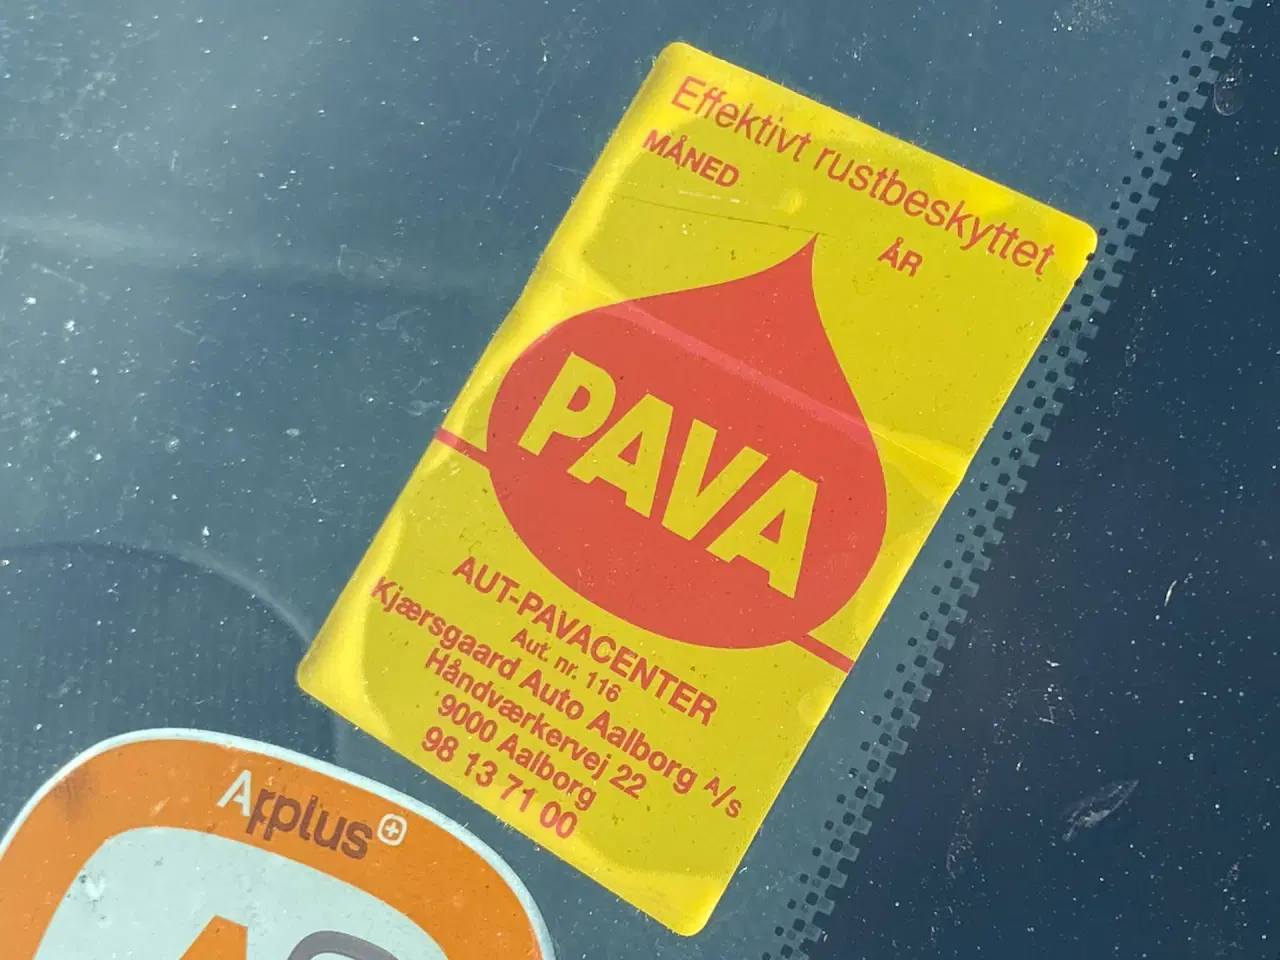 Effektivt rustbeskyttet
MÅNED
ÅR
PAVA
AUT-PAVACENTER
Aut. nr. 116
Kjærsgaard Auto Aalborg A/s
Håndværkervej 22
9000 Aalborg
98 13 71 00
Applus+